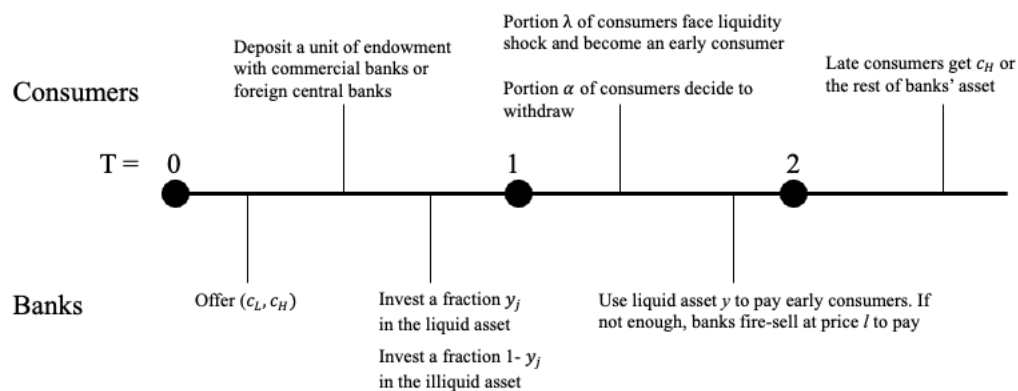 Deposit a unit of endowment
with commercial banks or
foreign central banks
Portion λ of consumers face liquidity
shock and become an early consumer
Portion α of consumers decide to
withdraw
Late consumers get c_H or
the rest of banks' asset
Consumers
T = 0 1 2
Banks
Offer (c_L, c_H)
Invest a fraction y_j
in the liquid asset
Invest a fraction 1- y_j
in the illiquid asset
Use liquid asset y to pay early consumers. If
not enough, banks fire-sell at price l to pay